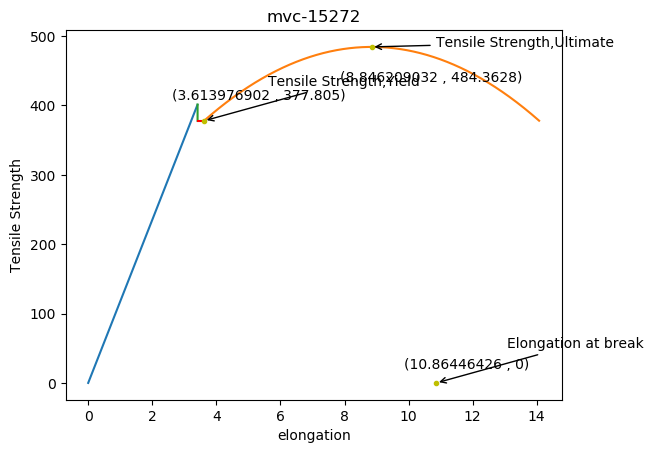 mvc-15272
500
Tensile Strength,Ultimate
(8.846209032 , 484.3628)
Tensile Strength,Yield
(3.613976902 , 377.805)
400
300
200
100
0
Tensile Strength
Elongation at break
(10.86446426 , 0)
0 2 4 6 8 10 12 14
elongation